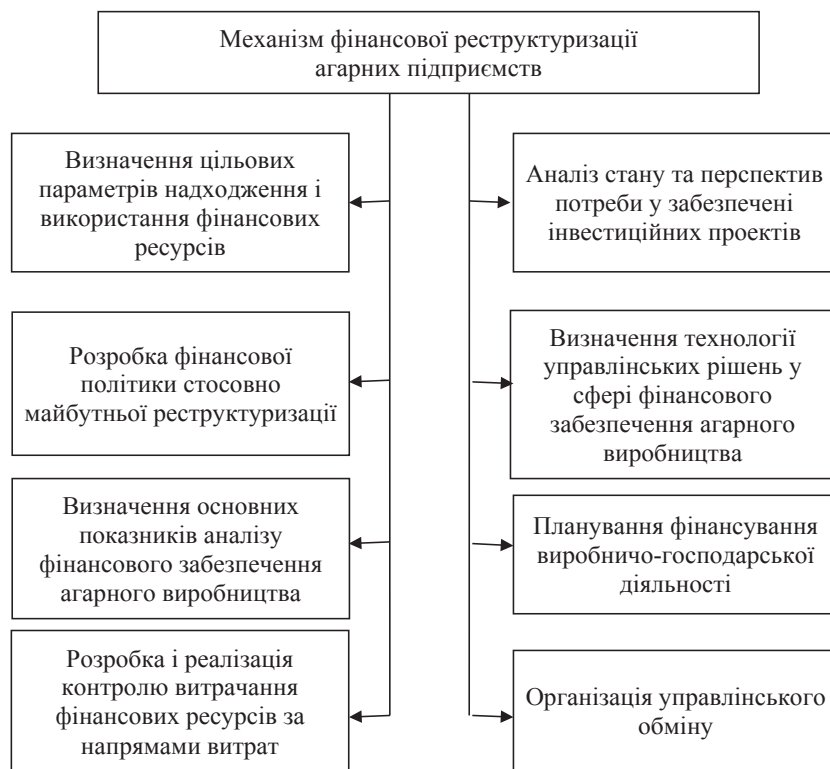 Механізм фінансової реструктуризації
агарних підприємств
Визначення цільових
параметрів надходження і
використання фінансових
ресурсів
Аналіз стану та перспектив
потреби у забезпечені
інвестиційних проектів
Розробка фінансової
політики стосовно
майбутньої реструктуризації
Визначення технології
управлінських рішень у
сфері фінансового
забезпечення агарного
виробництва
Визначення основних
показників аналізу
фінансового забезпечення
агарного виробництва
Планування фінансування
виробничо-господарської
діяльності
Розробка і реалізація
контролю витрачання
фінансових ресурсів за
напрямами витрат
Організація управлінського
обміну